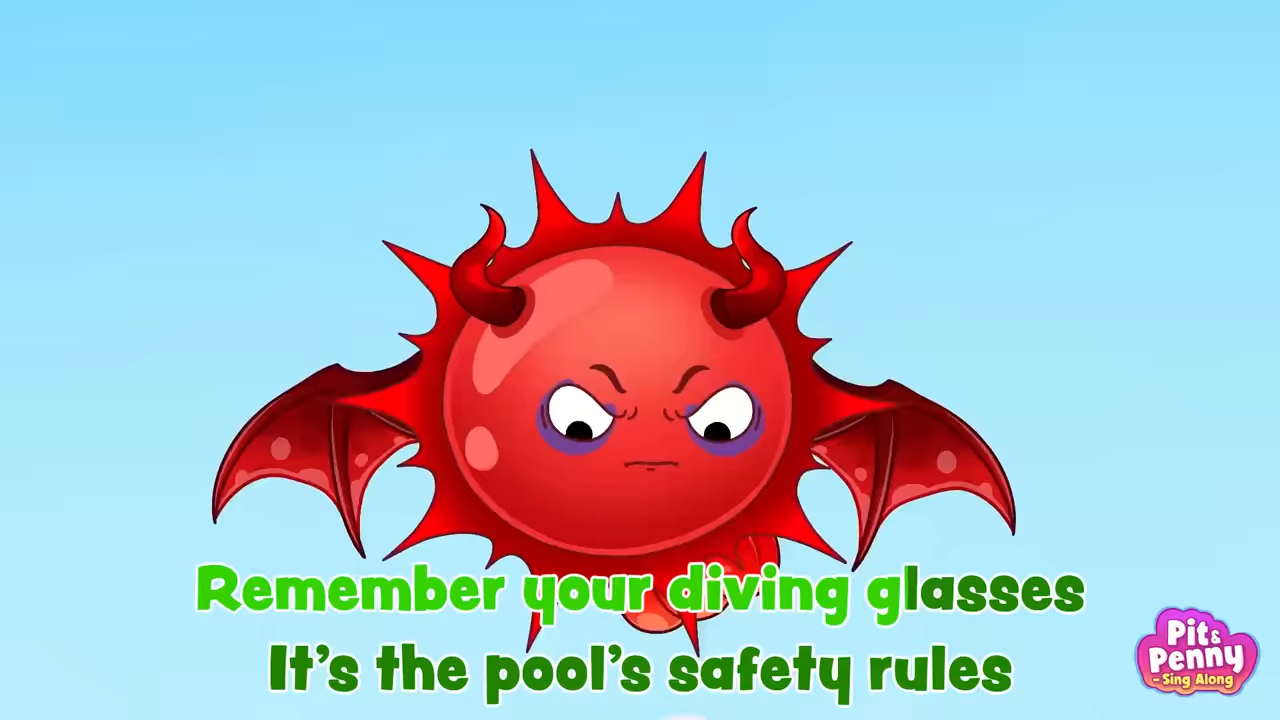 Remember your diving glasses
It's the pool's safety rules
Pit &
Penny
- Sing Along